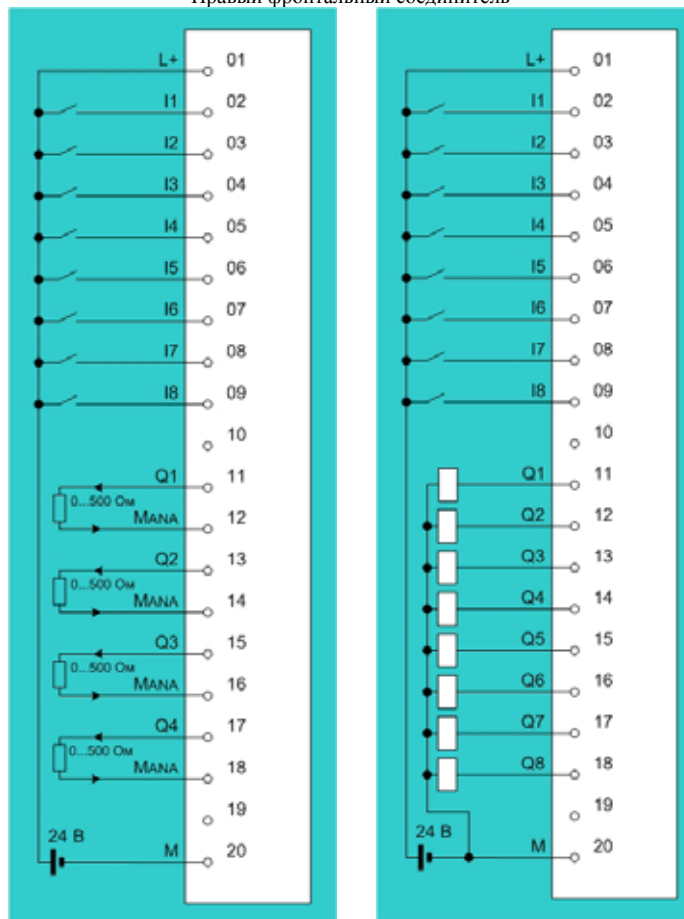 Правый фронтальный соединитель
L+ 01
I1 02
I2 03
I3 04
I4 05
I5 06
I6 07
I7 08
I8 09
10
Q1 11
0...500 Ом
MANA 12
Q2 13
0...500 Ом
MANA 14
Q3 15
0...500 Ом
MANA 16
Q4 17
0...500 Ом
MANA 18
19
24 В
M 20
L+ 01
I1 02
I2 03
I3 04
I4 05
I5 06
I6 07
I7 08
I8 09
10
Q1 11
Q2 12
Q3 13
Q4 14
Q5 15
Q6 16
Q7 17
Q8 18
19
24 В
M 20